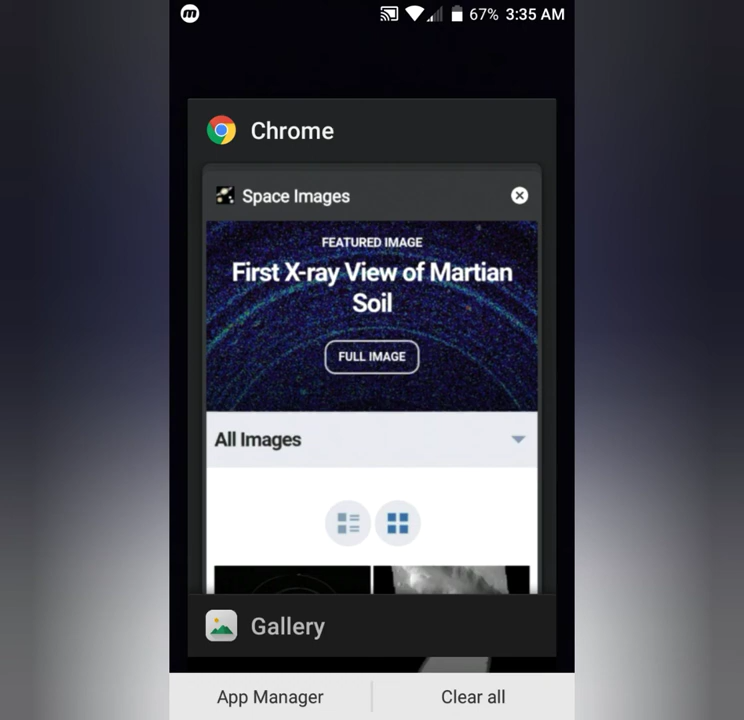 67% 3:35 AM
Chrome
Space Images
FEATURED IMAGE
First X-ray View of Martian
Soil
FULL IMAGE
All Images
Gallery
App Manager
Clear all